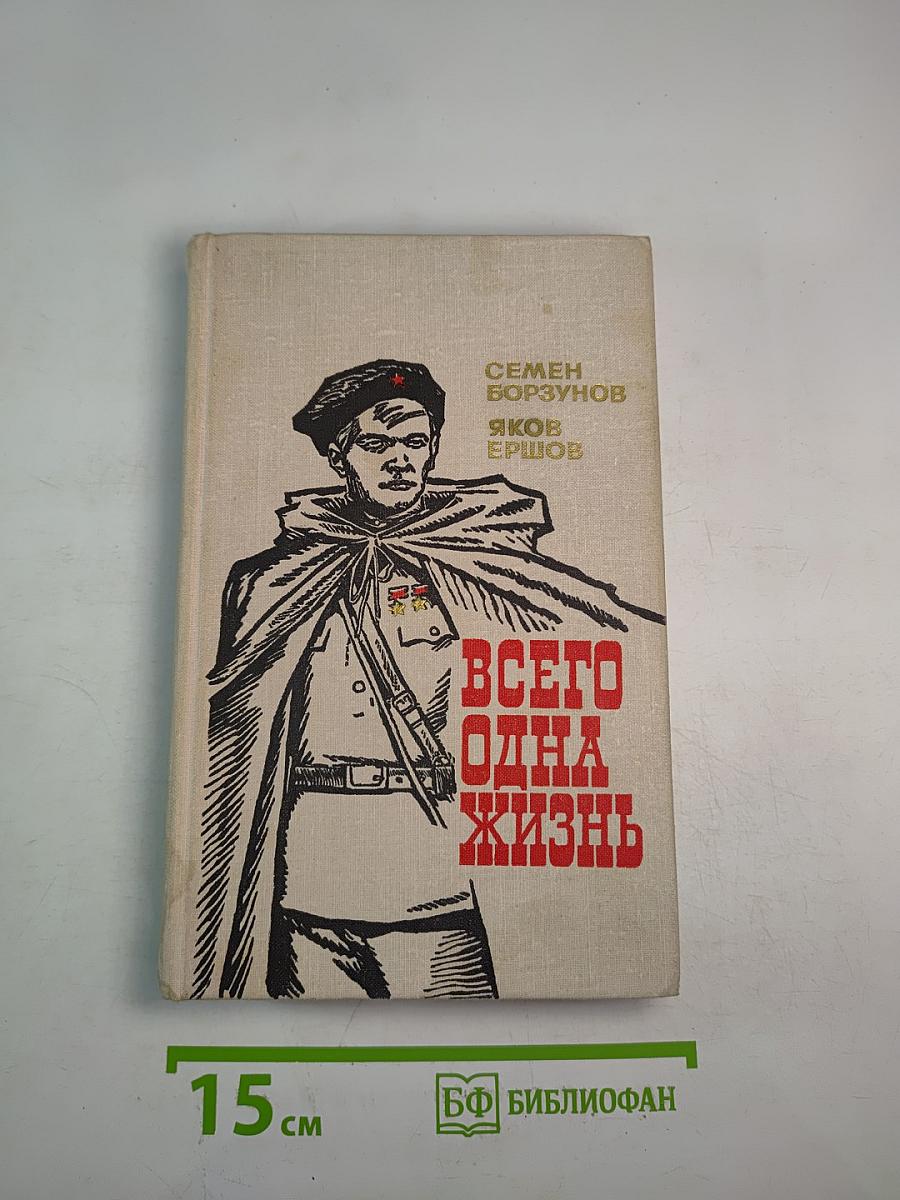 СЕМЕН
БОРЗУНОВ
ЯКОВ
ЕРШОВ
ВСЕГО
ОДНА
ЖИЗНЬ
15 см
БФ БИБЛИОФАН